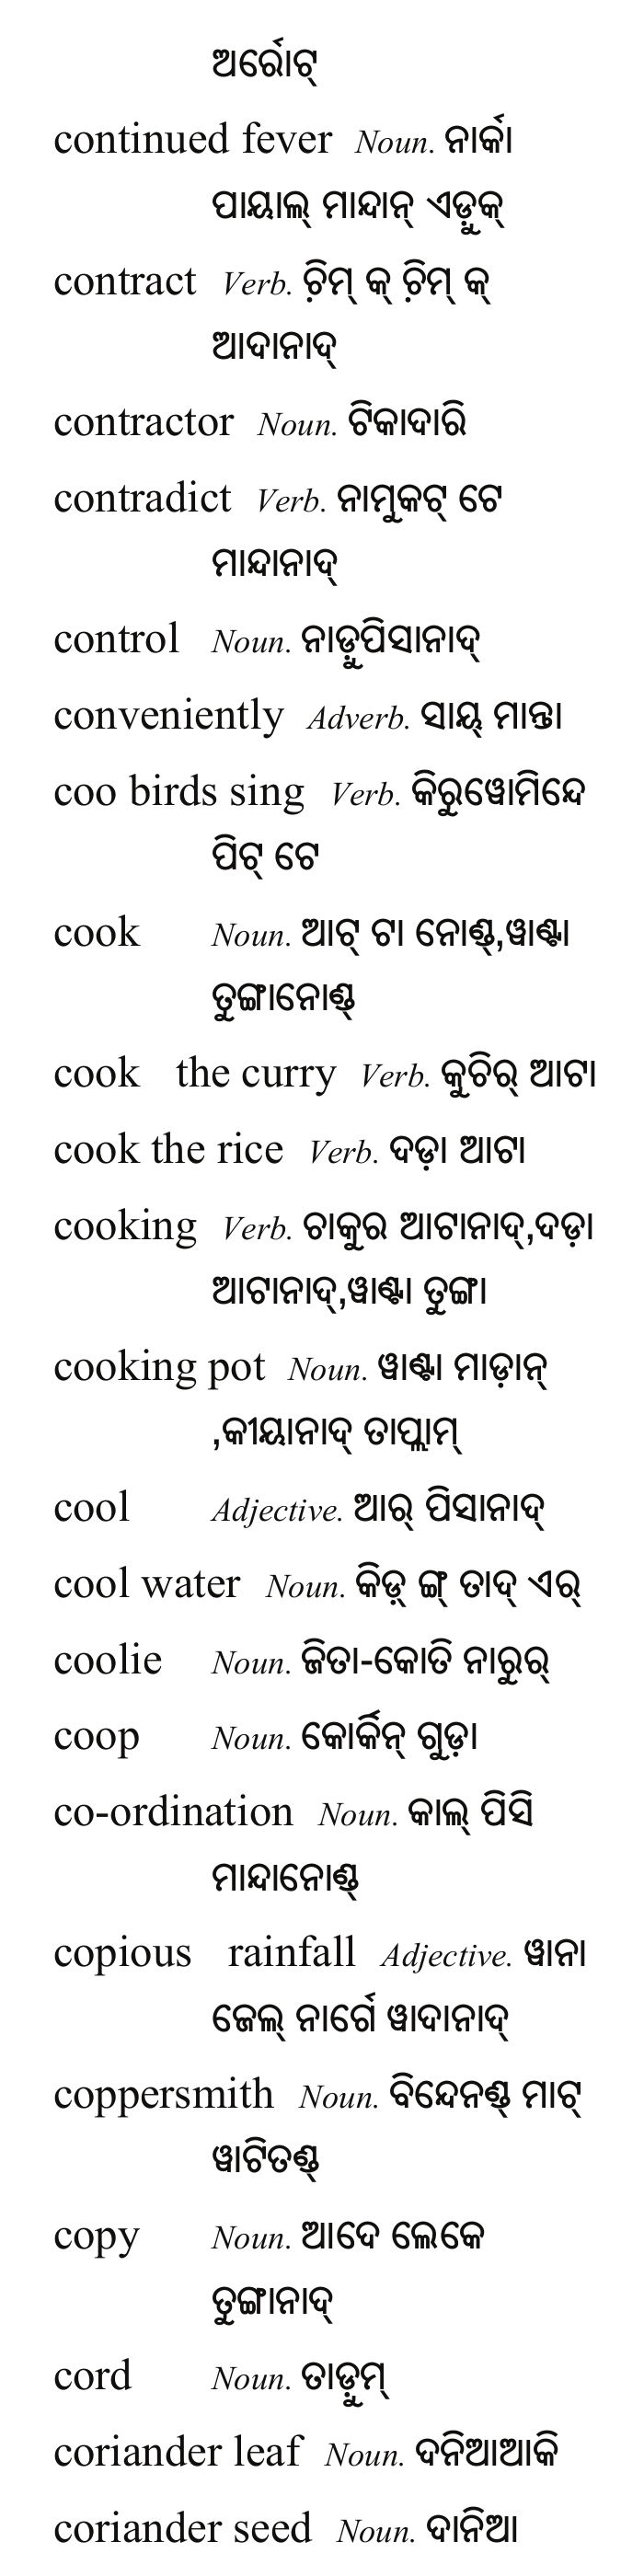 ଅର୍ରୋଟ୍
continued fever Noun. ନାର୍କା
ପାୟାଲ୍ ମାନ୍ଦାନ୍ ଏଡ଼ୁକ୍
contract Verb. ଚ଼ିମ୍ କ୍ ଚ଼ିମ୍ କ୍
ଆଦାନାଦ୍
contractor Noun. ଟିକାଦାରି
contradict Verb. ନାମୁକଟ୍ ଟେ
ମାନ୍ଦାନାଦ୍
control Noun. ନାଡ଼ୁପିସାନାଦ୍
conveniently Adverb. ସାୟ୍ ମାନ୍ତା
coo birds sing Verb. କିରୁୱୋମିନ୍ଦେ
ପିଟ୍ ଟେ
cook Noun. ଆଟ୍ ଟା ନୋଣ୍ଡ୍,ୱାଣ୍ଟା
ତୁଙ୍ଗାନୋଣ୍ଡ୍
cook the curry Verb. କୁଚିର୍ ଆଟା
cook the rice Verb. ଦଡ଼ା ଆଟା
cooking Verb. ଚାକୁର ଆଟାନାଦ୍,ଦଡ଼ା
ଆଟାନାଦ୍,ୱାଣ୍ଟା ତୁଙ୍ଗା
cooking pot Noun. ୱାଣ୍ଟା ମାଡ଼ାନ୍
,କୀୟାନାଦ୍ ତାପ୍ଲାମ୍
cool Adjective. ଆର୍ ପିସାନାଦ୍
cool water Noun. କିଡ଼୍ ଙ୍ଗ୍ ତାଦ୍ ଏର୍
coolie Noun. ଜିତା-କୋତି ନାରୁର୍
coop Noun. କୋର୍କିନ୍ ଗୁଡ଼ା
co-ordination Noun. କାଲ୍ ପିସି
ମାନ୍ଦାନୋଣ୍ଡ୍
copious rainfall Adjective. ୱାନା
ଜେଲ୍ ନାର୍ଗେ ୱାଦାନାଦ୍
coppersmith Noun. ବିନ୍ଦେନଣ୍ଡ୍ ମାଟ୍
ୱାଟିତଣ୍ଡ୍
copy Noun. ଆଦେ ଲେକେ
ତୁଙ୍ଗାନାଦ୍
cord Noun. ତାଡ଼ୁମ୍
coriander leaf Noun. ଦନିଆଆକି
coriander seed Noun. ଦାନିଆ